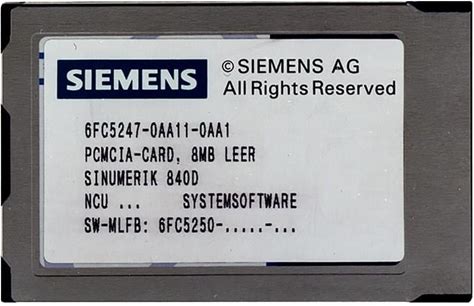 SIEMENS
©SIEMENS AG
All Rights Reserved
6FC5247-0AA11-0AA1
PCMCIA-CARD, 8MB LEER
SINUMERIK 840D
NCU ... SYSTEMSOFTWARE
SW-MLFB: 6FC5250-.....-...